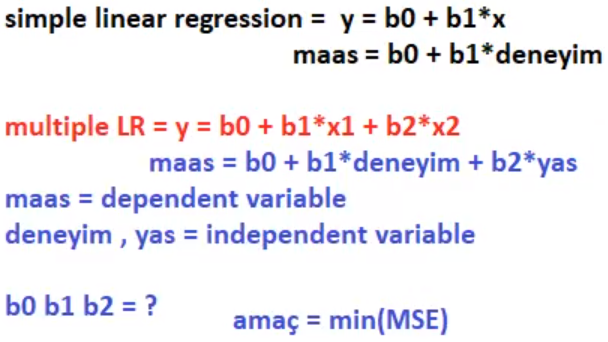 simple linear regression = y = b0 + b1*x
maas = b0 + b1*deneyim
multiple LR = y = b0 + b1*x1 + b2*x2
maas = b0 + b1*deneyim + b2*yas
maas = dependent variable
deneyim , yas = independent variable
b0 b1 b2 = ?
amaç = min(MSE)